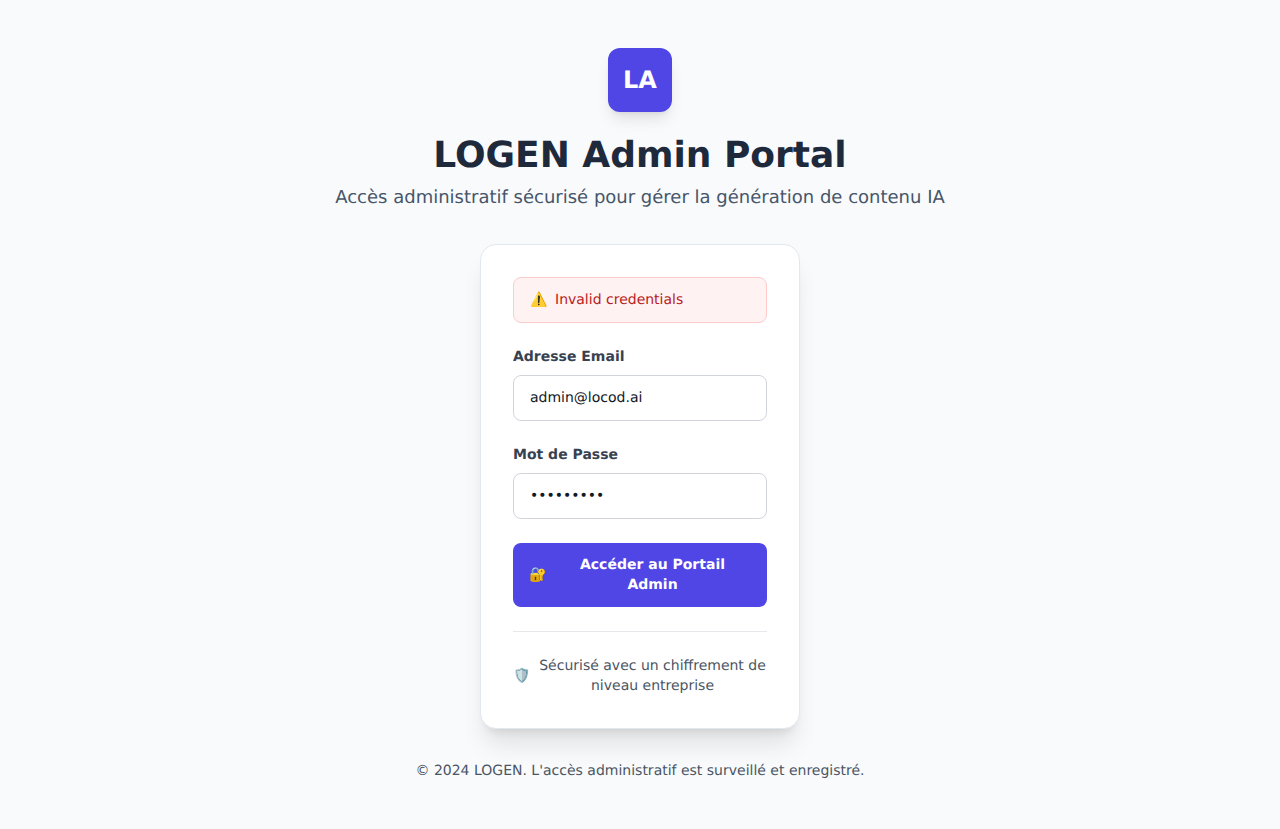 LA
LOGEN Admin Portal
Accès administratif sécurisé pour gérer la génération de contenu IA
⚠️ Invalid credentials
Adresse Email
admin@locod.ai
Mot de Passe
•••••••••
🔐 Accéder au Portail
Admin
🛡️ Sécurisé avec un chiffrement de
niveau entreprise
© 2024 LOGEN. L'accès administratif est surveillé et enregistré.